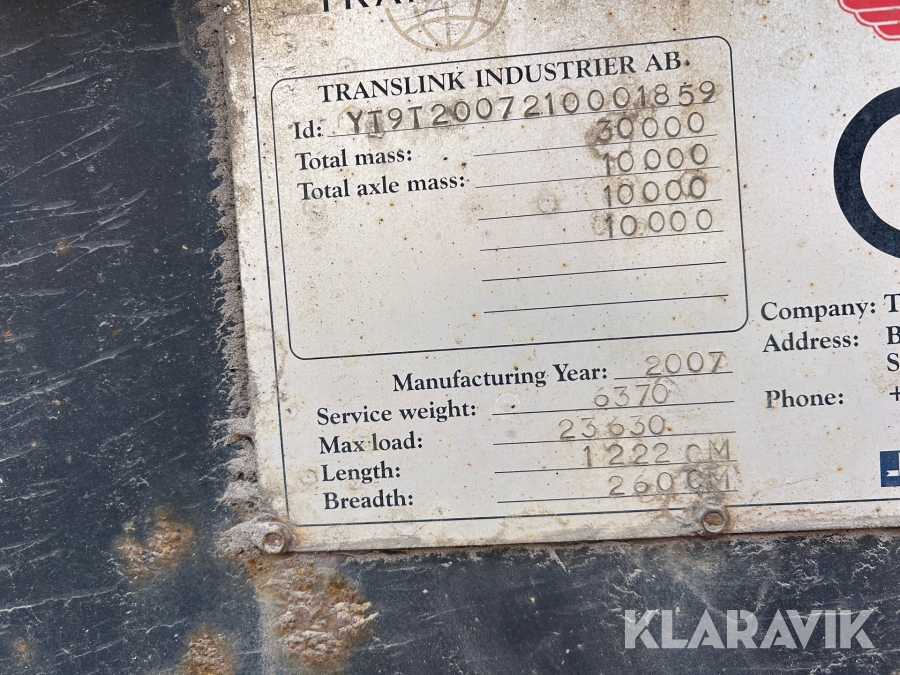 TRANSLINK INDUSTRIER AB.
Id: YT9T2007210001859
Total mass: 30000
Total axle mass: 10000
10000
10000
Company: T
Address: B
S
Phone: +
Manufacturing Year: 2007
Service weight: 6370
Max load: 23630
Length: 1222 CM
Breadth: 260 CM
KLARAVIK